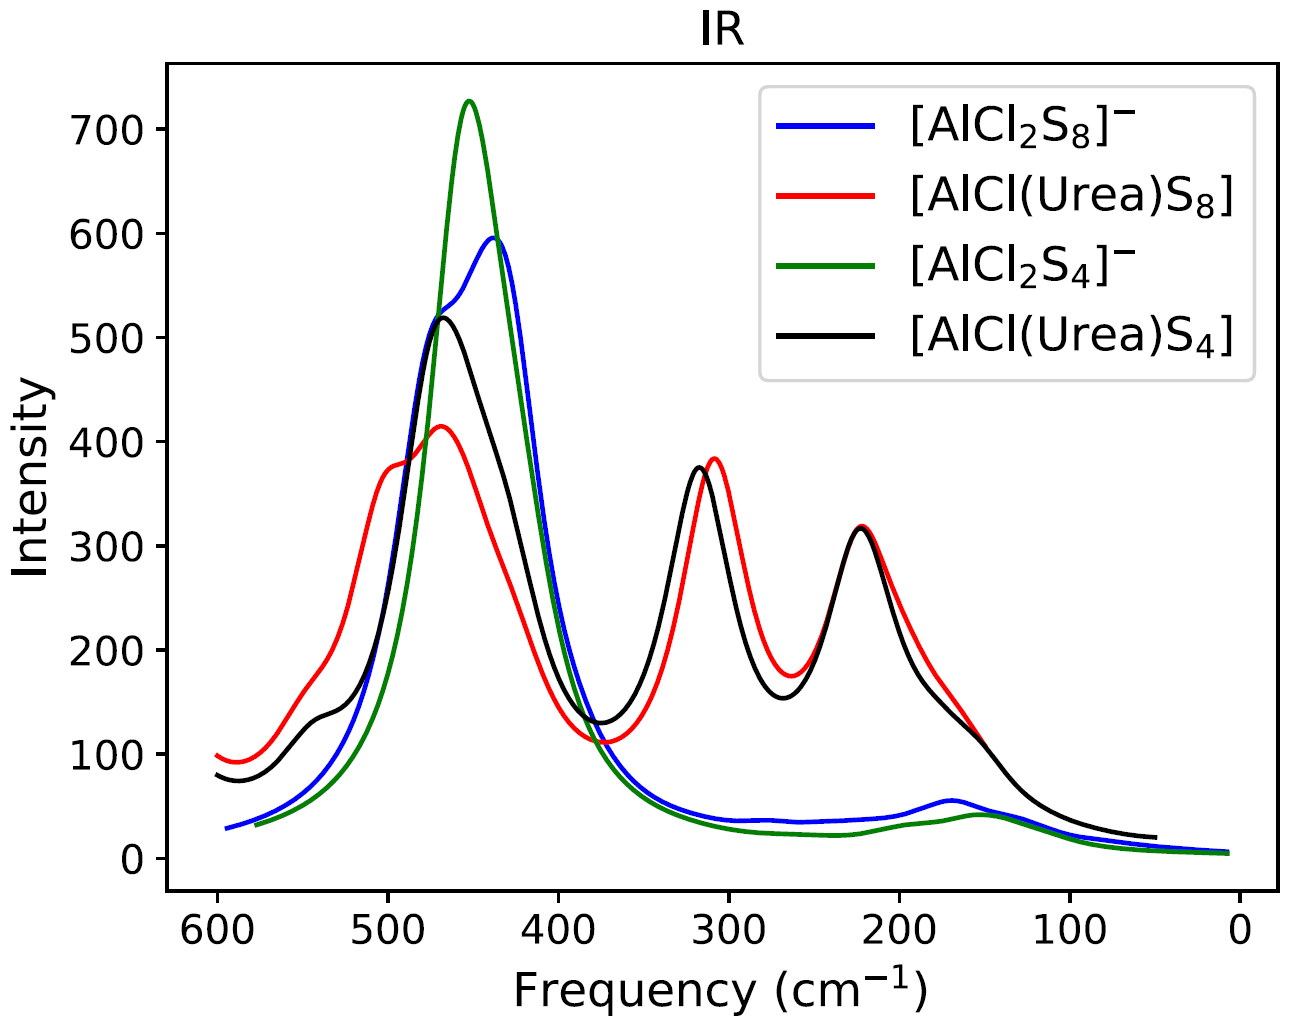 IR
Intensity
700
600
500
400
300
200
100
0
[AlCl₂S₈]⁻
[AlCl(Urea)S₈]
[AlCl₂S₄]⁻
[AlCl(Urea)S₄]
600 500 400 300 200 100 0
Frequency (cm⁻¹)